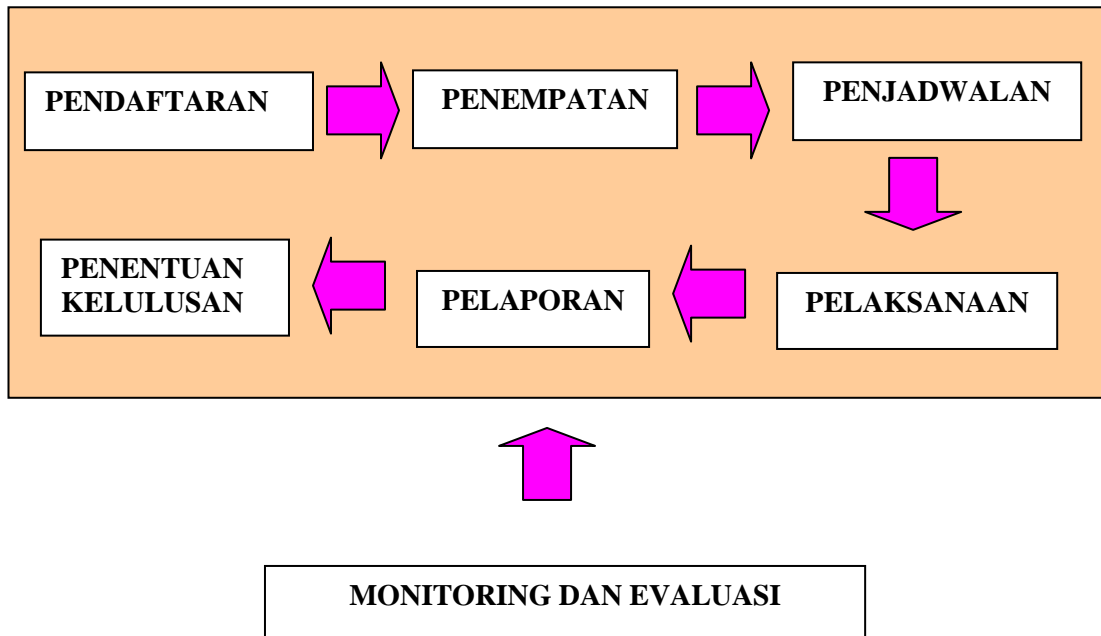 PENDAFTARAN
PENEMPATAN
PENJADWALAN
PELAKSANAAN
PELAPORAN
PENENTUAN
KELULUSAN
MONITORING DAN EVALUASI